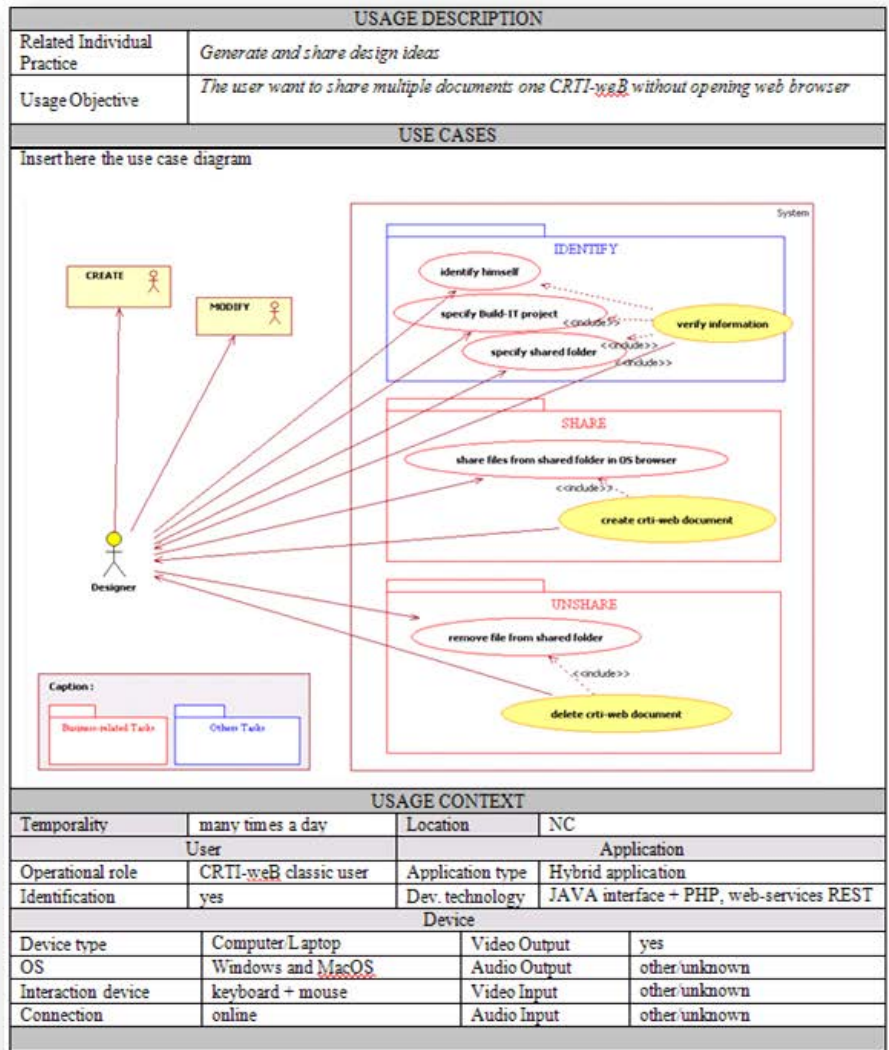 USAGE DESCRIPTION
Related Individual Practice
Generate and share design ideas
Usage Objective
The user want to share multiple documents one CRTI-weB without opening web browser
USE CASES
Insert here the use case diagram
System
IDENTIFY
identify himself
specify Build-IT project
<<include>>
verify information
specify shared folder
<<include>>
<<include>>
CREATE
MODIFY
SHARE
share files from shared folder in OS browser
<<include>>
create crti-web document
Designer
UNSHARE
remove file from shared folder
<<include>>
delete crti-web document
Caption :
Business-related Tasks
Others Tasks
USAGE CONTEXT
Temporality many times a day Location NC
User Application
Operational role CRTI-weB classic user Application type Hybrid application
Identification yes Dev. technology JAVA interface + PHP, web-services REST
Device
Device type Computer/Laptop Video Output yes
OS Windows and MacOS Audio Output other/unknown
Interaction device keyboard + mouse Video Input other/unknown
Connection online Audio Input other/unknown